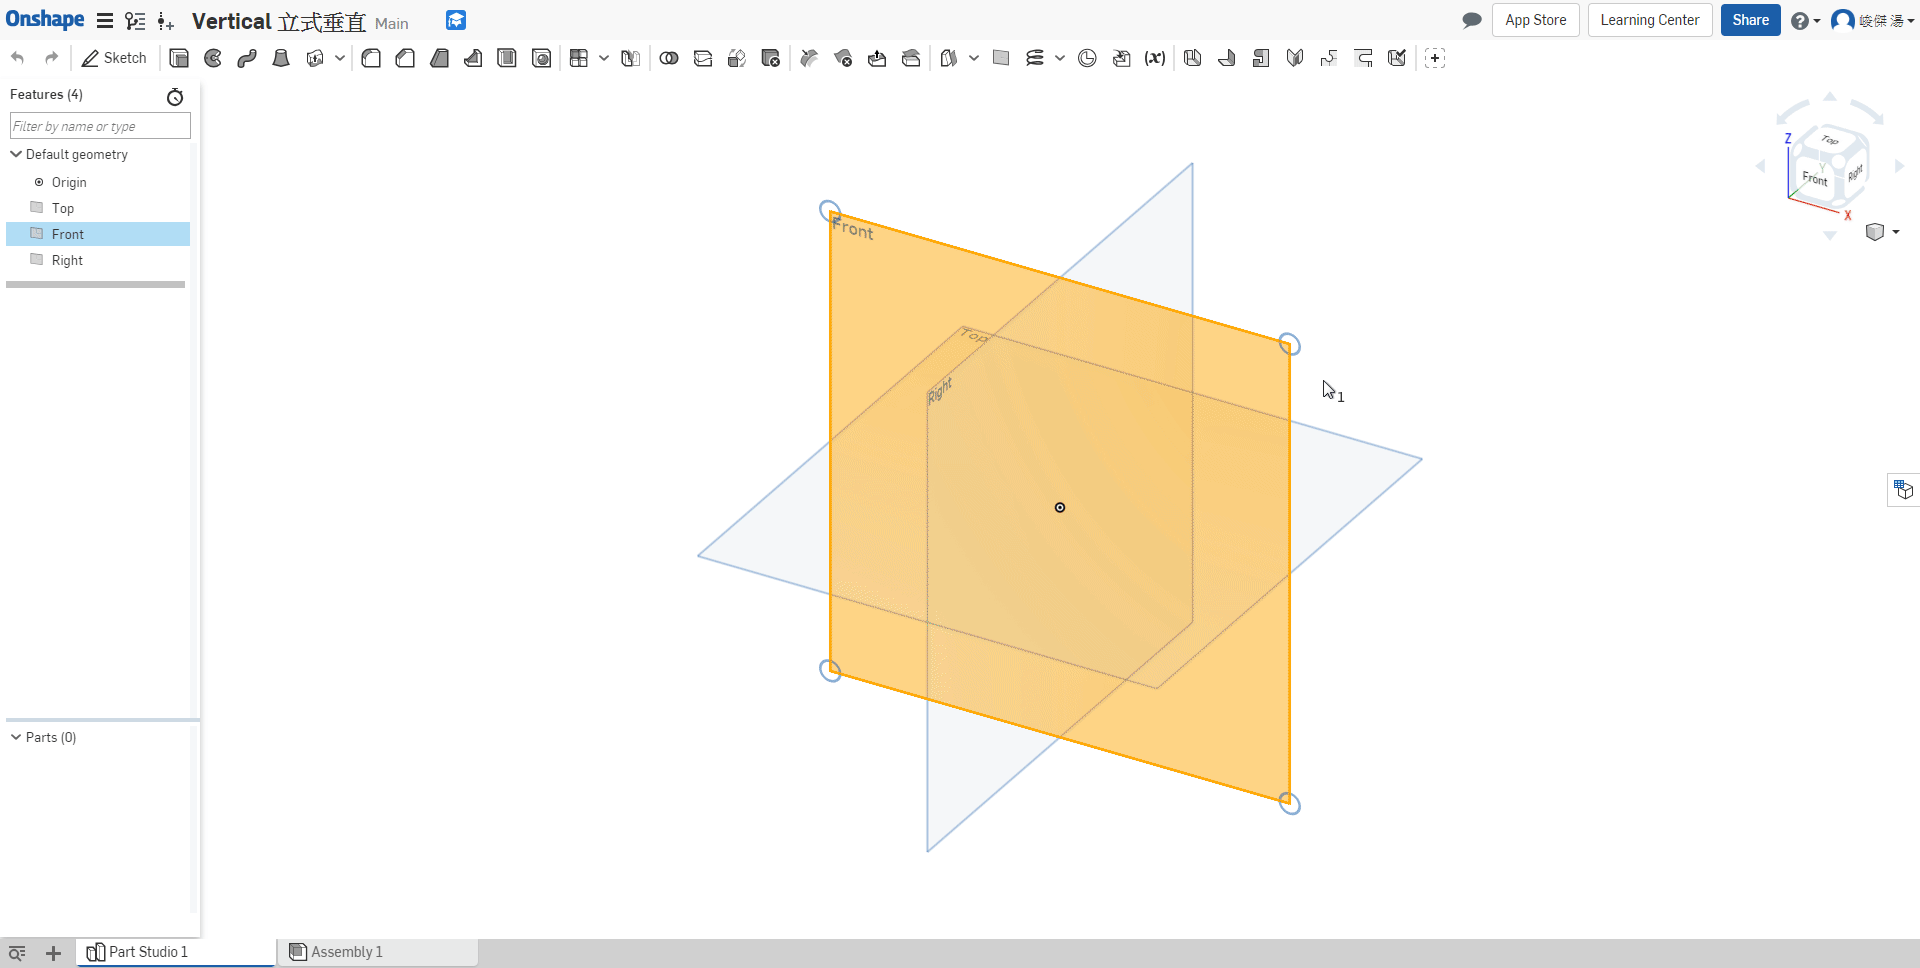 Onshape Vertical 立式垂直 Main App Store Learning Center Share 峻傑 湯
Sketch (x)
Features (4)
Filter by name or type
Default geometry
Origin
Top
Front
Right
Parts (0)
Front
Top
Right
1
Z
Top
Y
Front
Right
X
Part Studio 1 Assembly 1